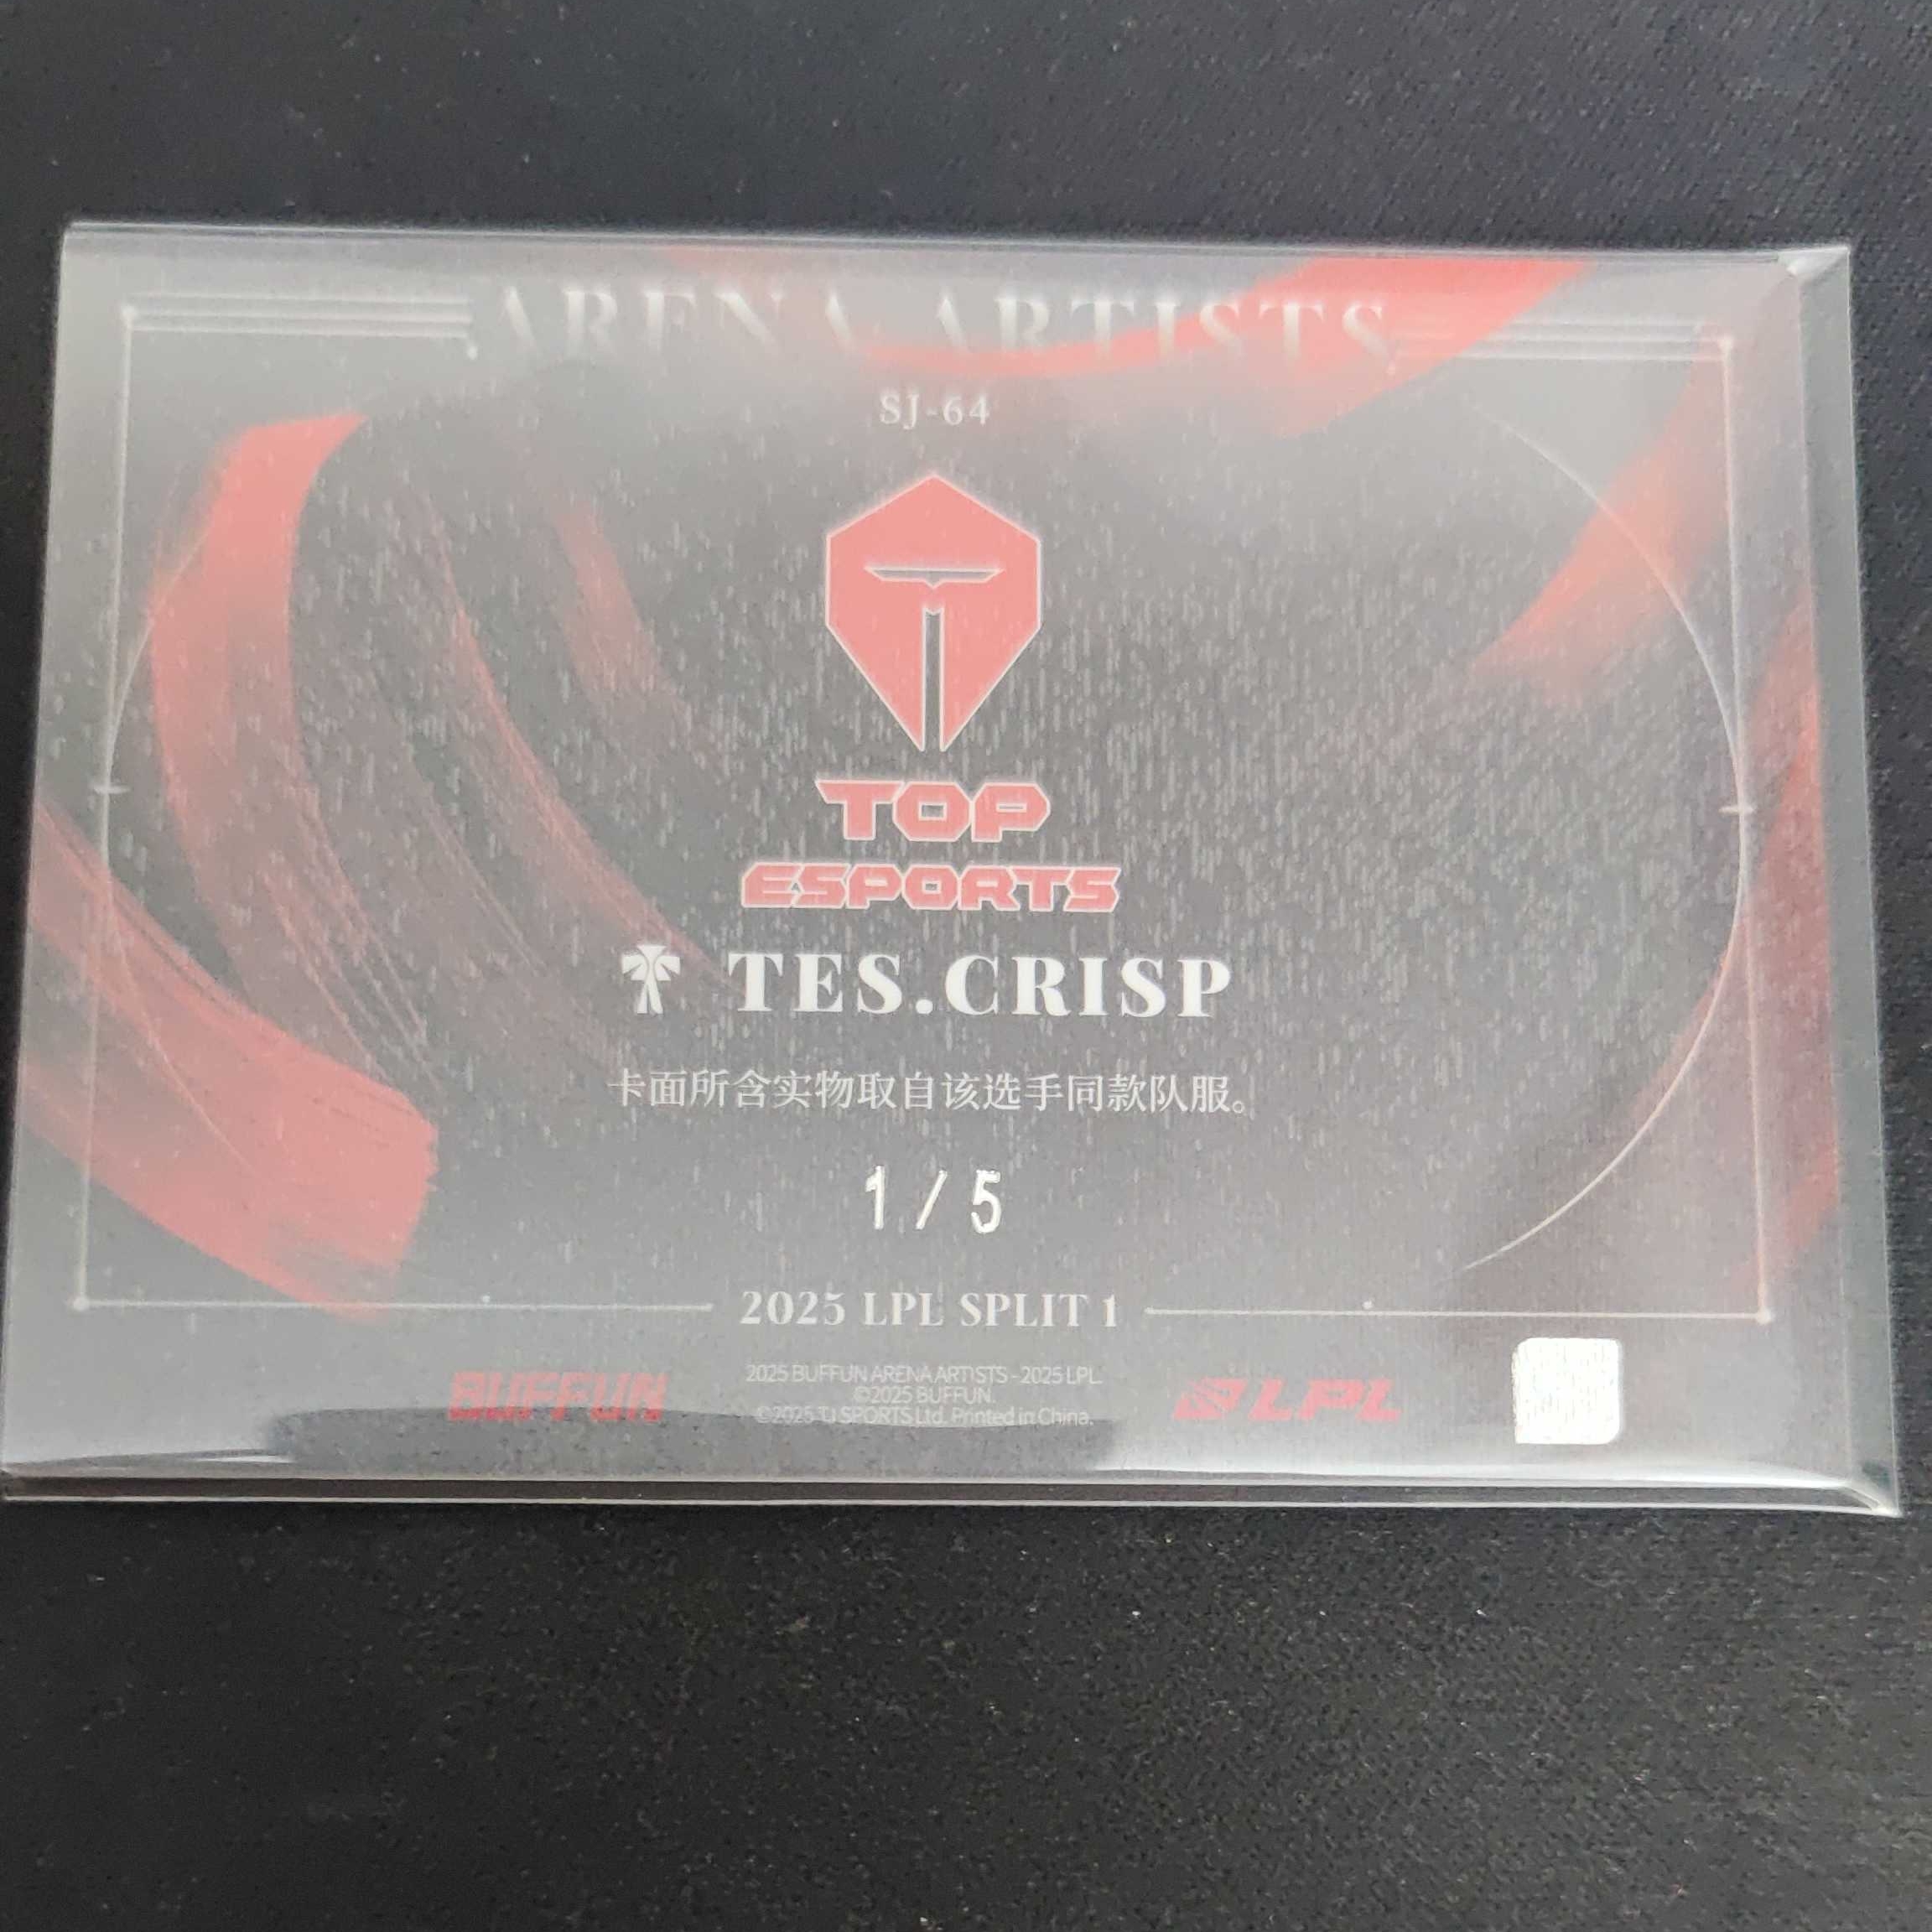 ARENA ARTISTS
SJ-64
TOP
ESPORTS
TES.CRISP
卡面所含实物取自该选手同款队服。
1/5
2025 LPL SPLIT 1
BUFFUN
2025 BUFFUN ARENA ARTISTS - 2025 LPL.
©2025 BUFFUN.
©2025 TJ SPORTS Ltd. Printed in China.
LPL